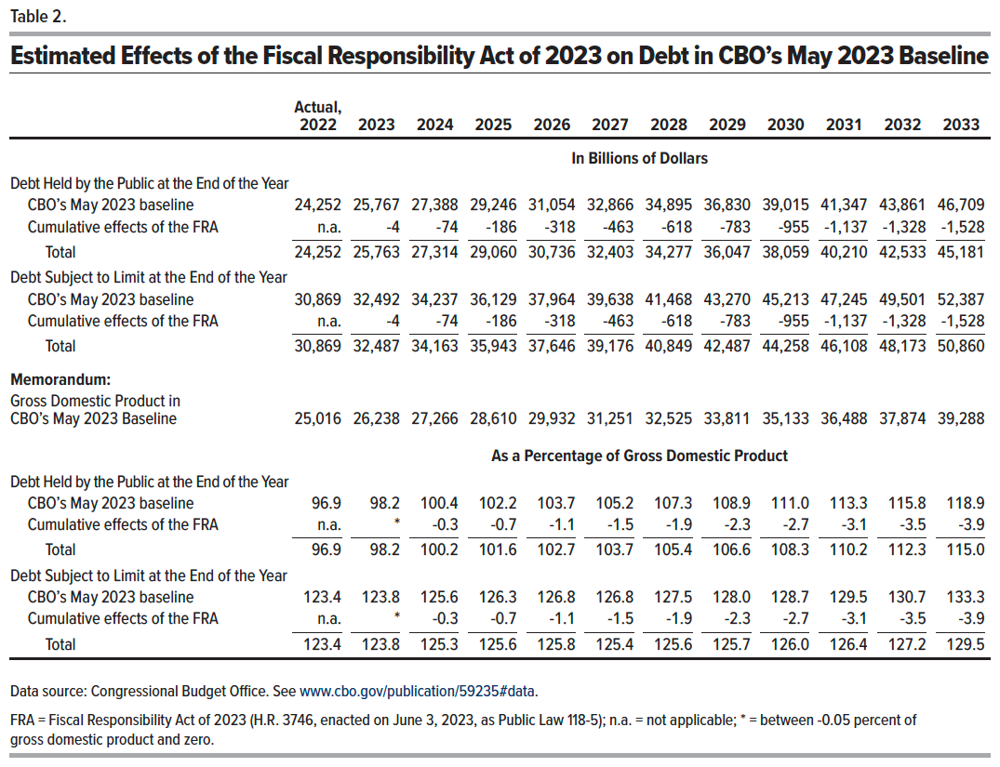 Table 2.
Estimated Effects of the Fiscal Responsibility Act of 2023 on Debt in CBO’s May 2023 Baseline
Actual,
2022 2023 2024 2025 2026 2027 2028 2029 2030 2031 2032 2033
In Billions of Dollars
Debt Held by the Public at the End of the Year
CBO’s May 2023 baseline 24,252 25,767 27,388 29,246 31,054 32,866 34,895 36,830 39,015 41,347 43,861 46,709
Cumulative effects of the FRA n.a. -4 -74 -186 -318 -463 -618 -783 -955 -1,137 -1,328 -1,528
Total 24,252 25,763 27,314 29,060 30,736 32,403 34,277 36,047 38,059 40,210 42,533 45,181
Debt Subject to Limit at the End of the Year
CBO’s May 2023 baseline 30,869 32,492 34,237 36,129 37,964 39,638 41,468 43,270 45,213 47,245 49,501 52,387
Cumulative effects of the FRA n.a. -4 -74 -186 -318 -463 -618 -783 -955 -1,137 -1,328 -1,528
Total 30,869 32,487 34,163 35,943 37,646 39,176 40,849 42,487 44,258 46,108 48,173 50,860
Memorandum:
Gross Domestic Product in
CBO’s May 2023 Baseline 25,016 26,238 27,266 28,610 29,932 31,251 32,525 33,811 35,133 36,488 37,874 39,288
As a Percentage of Gross Domestic Product
Debt Held by the Public at the End of the Year
CBO’s May 2023 baseline 96.9 98.2 100.4 102.2 103.7 105.2 107.3 108.9 111.0 113.3 115.8 118.9
Cumulative effects of the FRA n.a. * -0.3 -0.7 -1.1 -1.5 -1.9 -2.3 -2.7 -3.1 -3.5 -3.9
Total 96.9 98.2 100.2 101.6 102.7 103.7 105.4 106.6 108.3 110.2 112.3 115.0
Debt Subject to Limit at the End of the Year
CBO’s May 2023 baseline 123.4 123.8 125.6 126.3 126.8 126.8 127.5 128.0 128.7 129.5 130.7 133.3
Cumulative effects of the FRA n.a. * -0.3 -0.7 -1.1 -1.5 -1.9 -2.3 -2.7 -3.1 -3.5 -3.9
Total 123.4 123.8 125.3 125.6 125.8 125.4 125.6 125.7 126.0 126.4 127.2 129.5
Data source: Congressional Budget Office. See www.cbo.gov/publication/59235#data.
FRA = Fiscal Responsibility Act of 2023 (H.R. 3746, enacted on June 3, 2023, as Public Law 118-5); n.a. = not applicable; * = between -0.05 percent of
gross domestic product and zero.